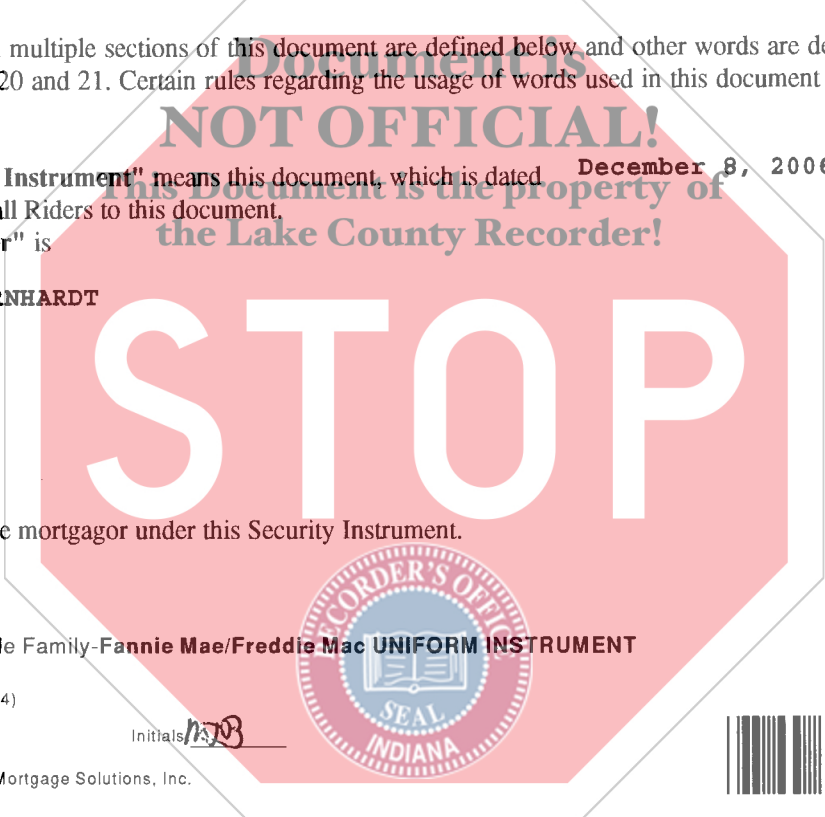 multiple sections of this document are defined below and other words are de
Document is
20 and 21. Certain rules regarding the usage of words used in this document
NOT OFFICIAL!
Instrument" means this document, which is dated December 8, 2006
This Document is the property of
all Riders to this document.
the Lake County Recorder!
r" is
RNHARDT
STOP
e mortgagor under this Security Instrument.
RECORDER'S OFFICE
le Family-Fannie Mae/Freddie Mac UNIFORM INSTRUMENT
4)
SEAL
Initials
INDIANA
Mortgage Solutions, Inc.